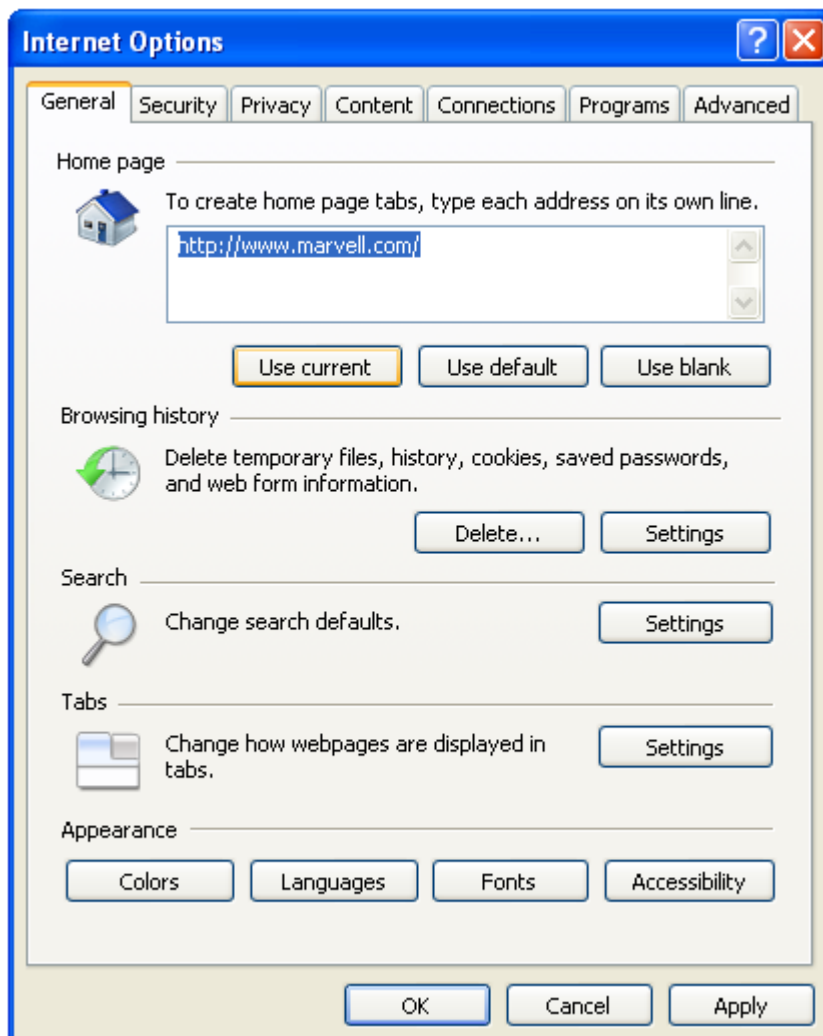 Internet Options
General Security Privacy Content Connections Programs Advanced
Home page
To create home page tabs, type each address on its own line.
http://www.marvell.com/
Use current Use default Use blank
Browsing history
Delete temporary files, history, cookies, saved passwords,
and web form information.
Delete... Settings
Search
Change search defaults.
Settings
Tabs
Change how webpages are displayed in
tabs.
Settings
Appearance
Colors Languages Fonts Accessibility
OK Cancel Apply